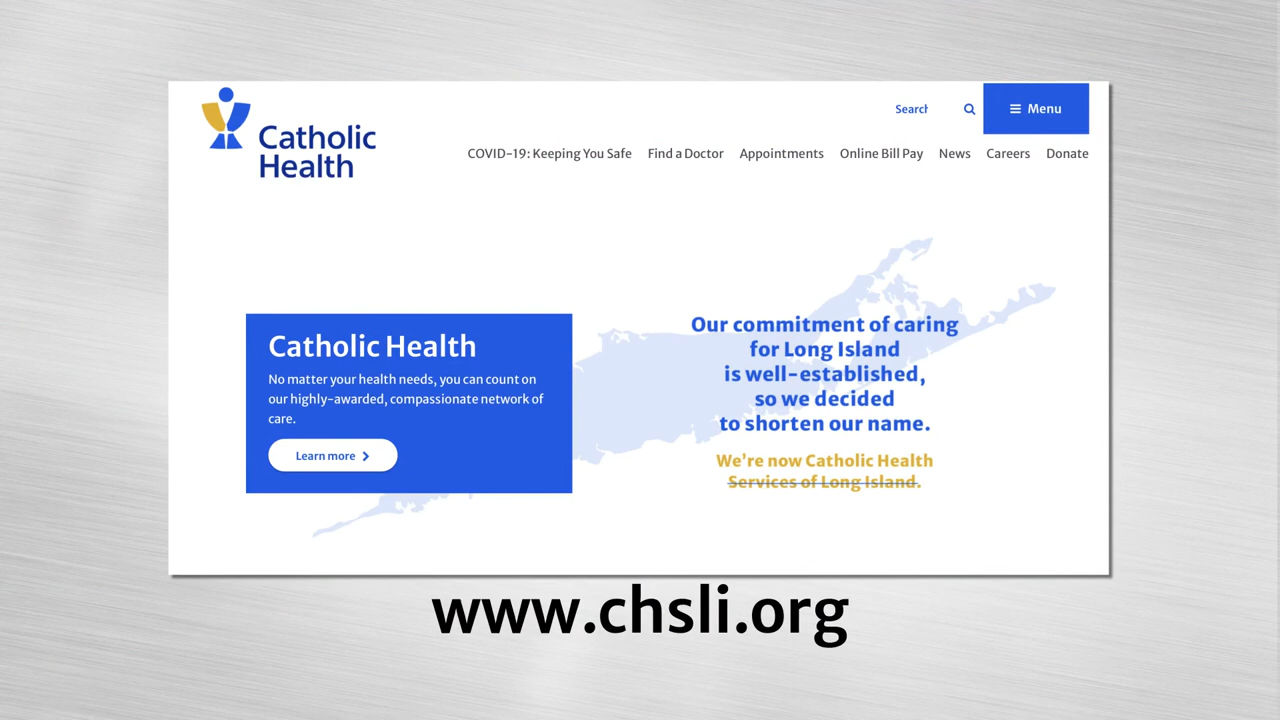 Catholic
Health
Search
Menu
COVID-19: Keeping You Safe Find a Doctor Appointments Online Bill Pay News Careers Donate
Catholic Health
No matter your health needs, you can count on
our highly-awarded, compassionate network of
care.
Learn more
Our commitment of caring
for Long Island
is well-established,
so we decided
to shorten our name.
We're now Catholic Health
Services of Long Island.
www.chsli.org